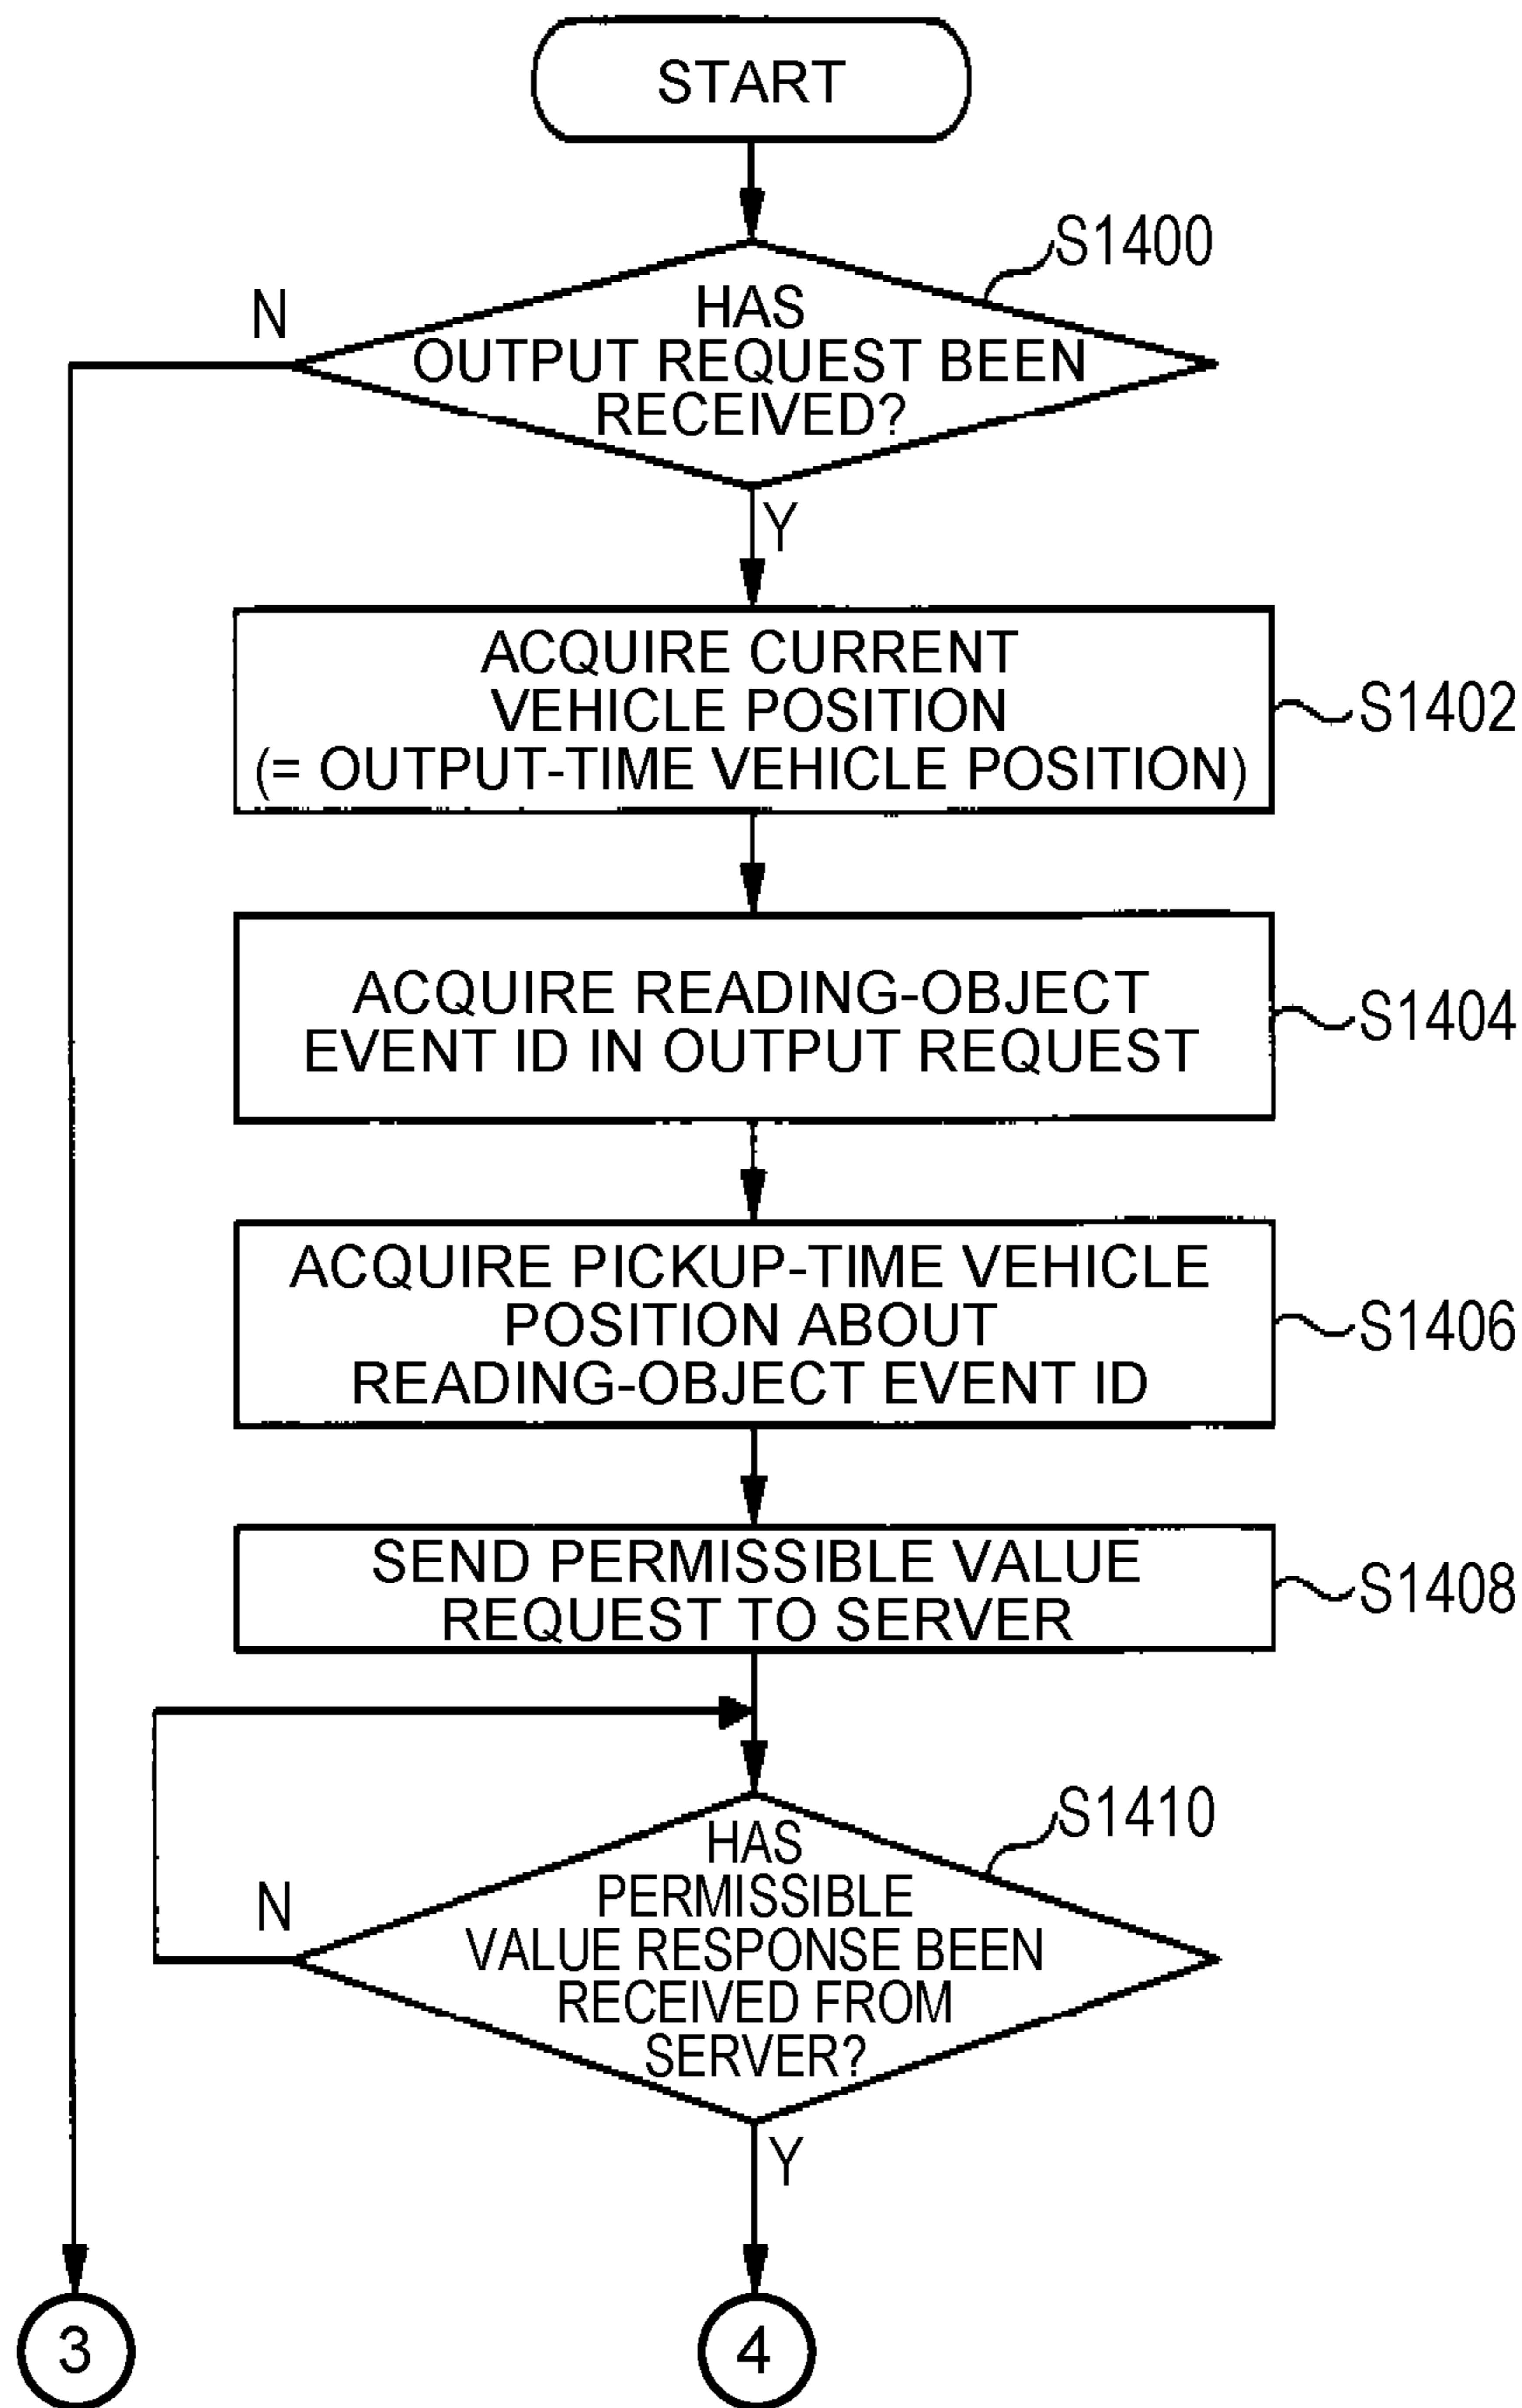 START
S1400
N
HAS
OUTPUT REQUEST BEEN
RECEIVED?
Y
ACQUIRE CURRENT
VEHICLE POSITION
(= OUTPUT-TIME VEHICLE POSITION)
S1402
ACQUIRE READING-OBJECT
EVENT ID IN OUTPUT REQUEST
S1404
ACQUIRE PICKUP-TIME VEHICLE
POSITION ABOUT
READING-OBJECT EVENT ID
S1406
SEND PERMISSIBLE VALUE
REQUEST TO SERVER
S1408
S1410
N
HAS
PERMISSIBLE
VALUE RESPONSE BEEN
RECEIVED FROM
SERVER?
Y
3
4